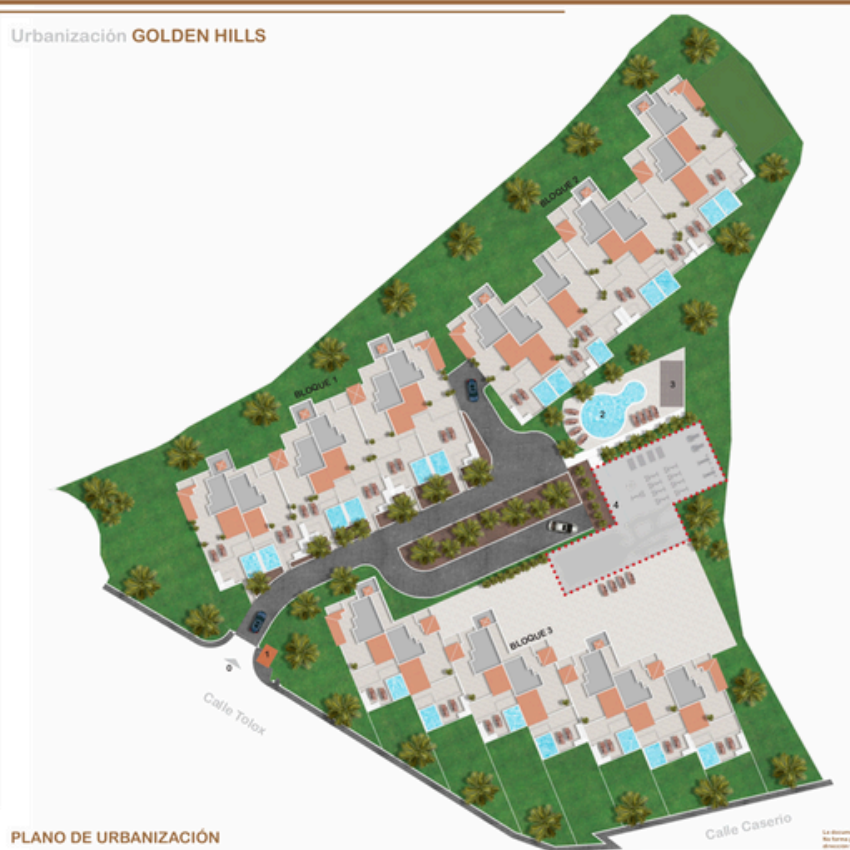 Urbanización GOLDEN HILLS
BLOQUE 2
BLOQUE 1
3
2
4
BLOQUE 3
1
0
Calle Tolox
Calle Caserio
PLANO DE URBANIZACIÓN